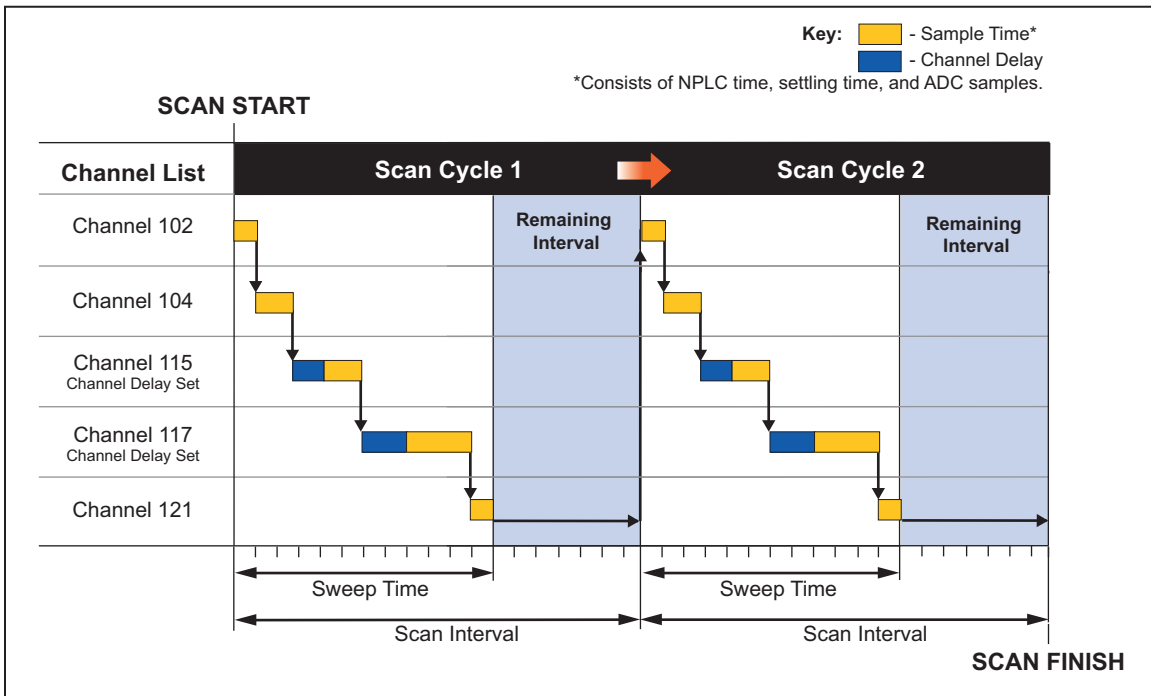 Key: - Sample Time*
- Channel Delay
*Consists of NPLC time, settling time, and ADC samples.
SCAN START
Channel List
Scan Cycle 1
Scan Cycle 2
Channel 102
Remaining
Interval
Remaining
Interval
Channel 104
Channel 115
Channel Delay Set
Channel 117
Channel Delay Set
Channel 121
Sweep Time
Sweep Time
Scan Interval
Scan Interval
SCAN FINISH